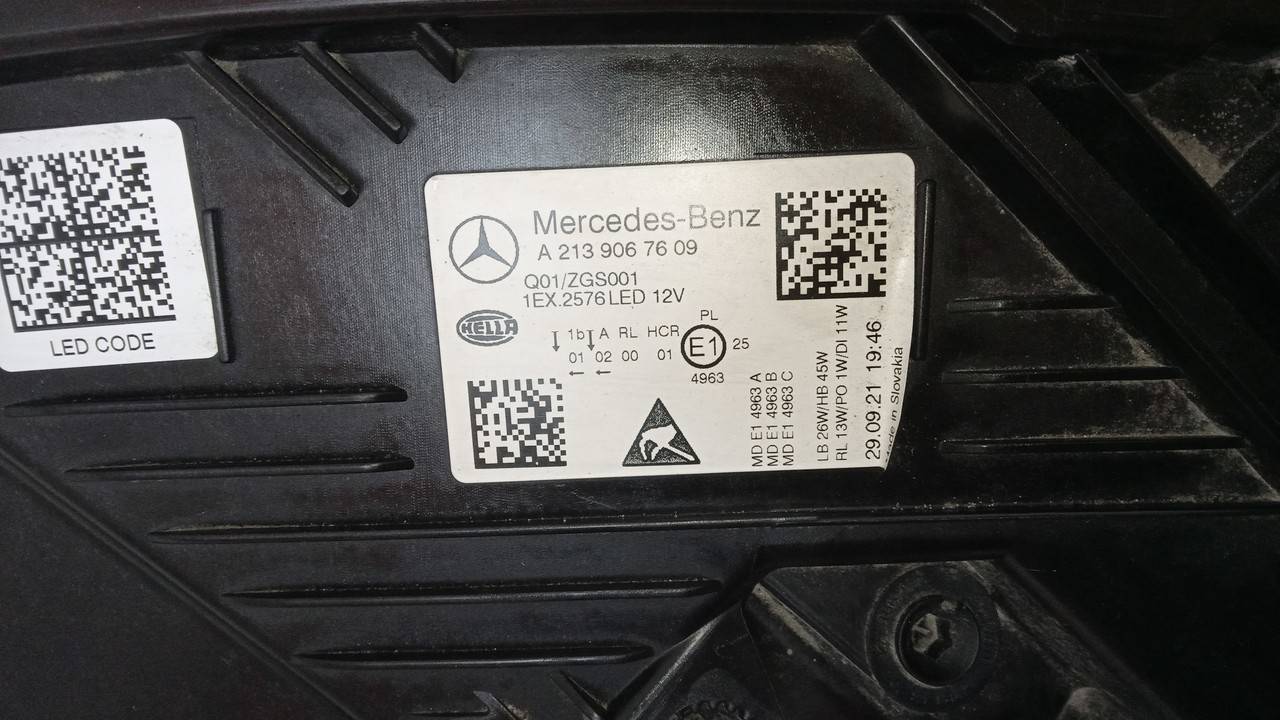 LED CODE
Mercedes-Benz
A 213 906 76 09
Q01/ZGS001
1EX.2576 LED 12V
HELLA
1b A RL HCR PL
01 02 00 01 E1 25
4963
MD E1 4963 A
MD E1 4963 B
MD E1 4963 C
LB 26W/HB 45W
RL 13W/PO 1W/DI 11W
29.09.21 19:46
Made in Slovakia